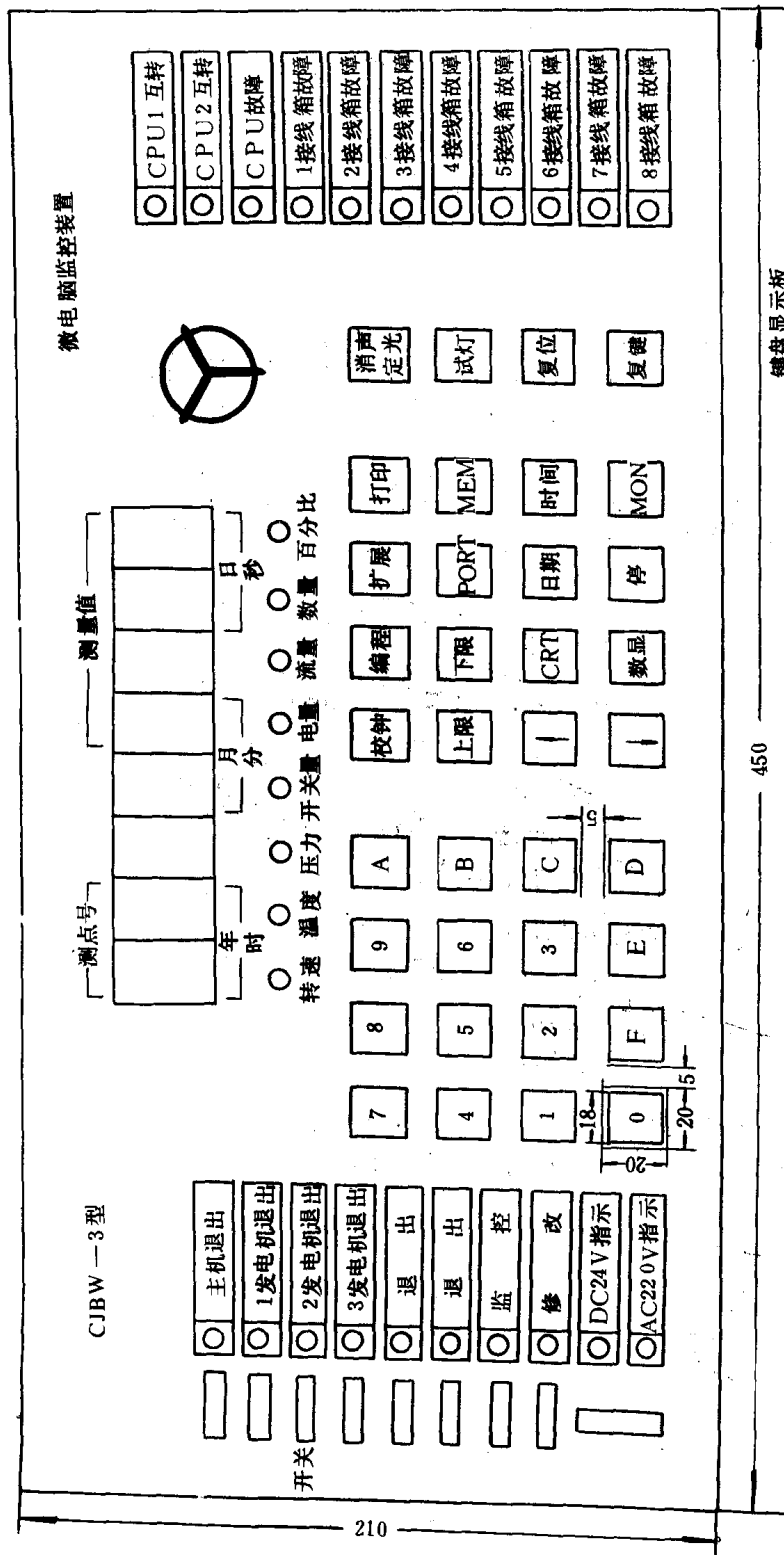 CJBW—3型
微电脑监控装置
测点号
测量值
年
时
月
分
日
秒
转速
温度
压力
开关量
电量
流量
数量
百分比
开关
主机退出
1发电机退出
2发电机退出
3发电机退出
退出
退出
监控
修改
DC24V指示
AC220V指示
7
8
9
A
校钟
编程
扩展
打印
消声
定光
4
5
6
B
上限
下限
PORT
MEM
试灯
1
2
3
C
CRT
日期
时间
复位
0
F
E
D
数显
停
MON
复键
CPU1互转
CPU2互转
CPU故障
1接线箱故障
2接线箱故障
3接线箱故障
4接线箱故障
5接线箱故障
6接线箱故障
7接线箱故障
8接线箱故障
18
20
20
5
5
210
450
键盘显示板